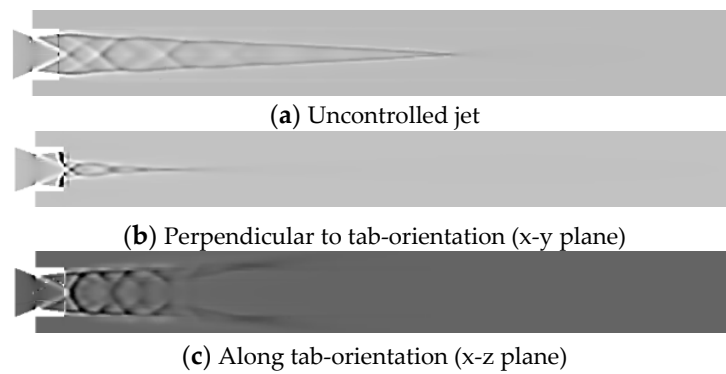 (a) Uncontrolled jet
(b) Perpendicular to tab-orientation (x-y plane)
(c) Along tab-orientation (x-z plane)